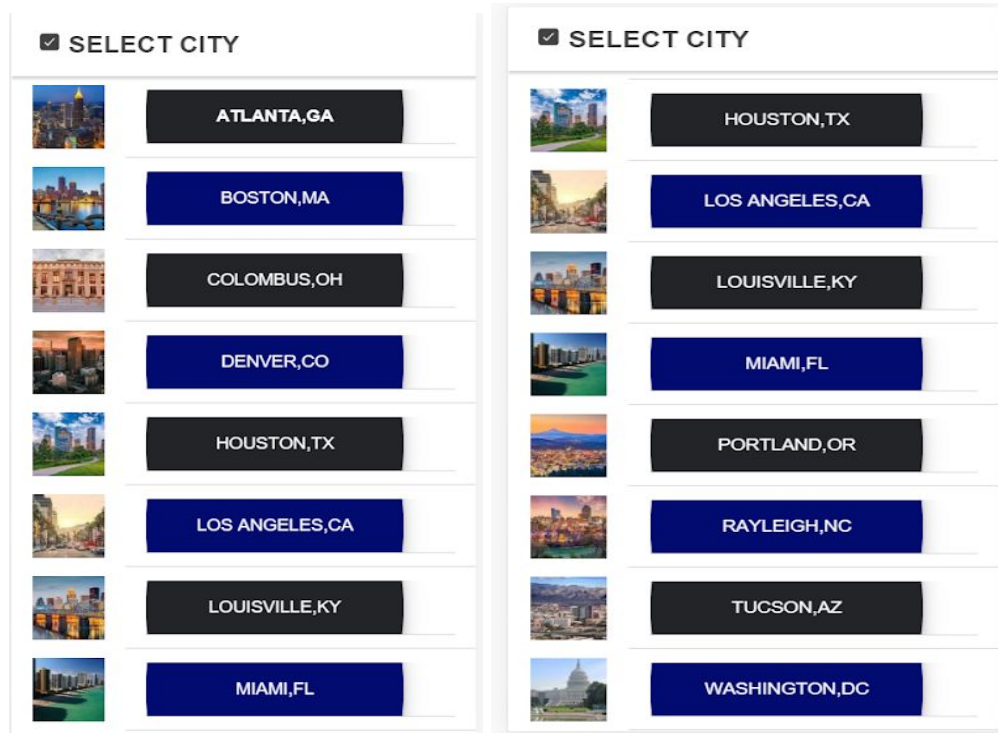 SELECT CITY
ATLANTA,GA
BOSTON,MA
COLOMBUS,OH
DENVER,CO
HOUSTON,TX
LOS ANGELES,CA
LOUISVILLE,KY
MIAMI,FL
SELECT CITY
HOUSTON,TX
LOS ANGELES,CA
LOUISVILLE,KY
MIAMI,FL
PORTLAND,OR
RAYLEIGH,NC
TUCSON,AZ
WASHINGTON,DC